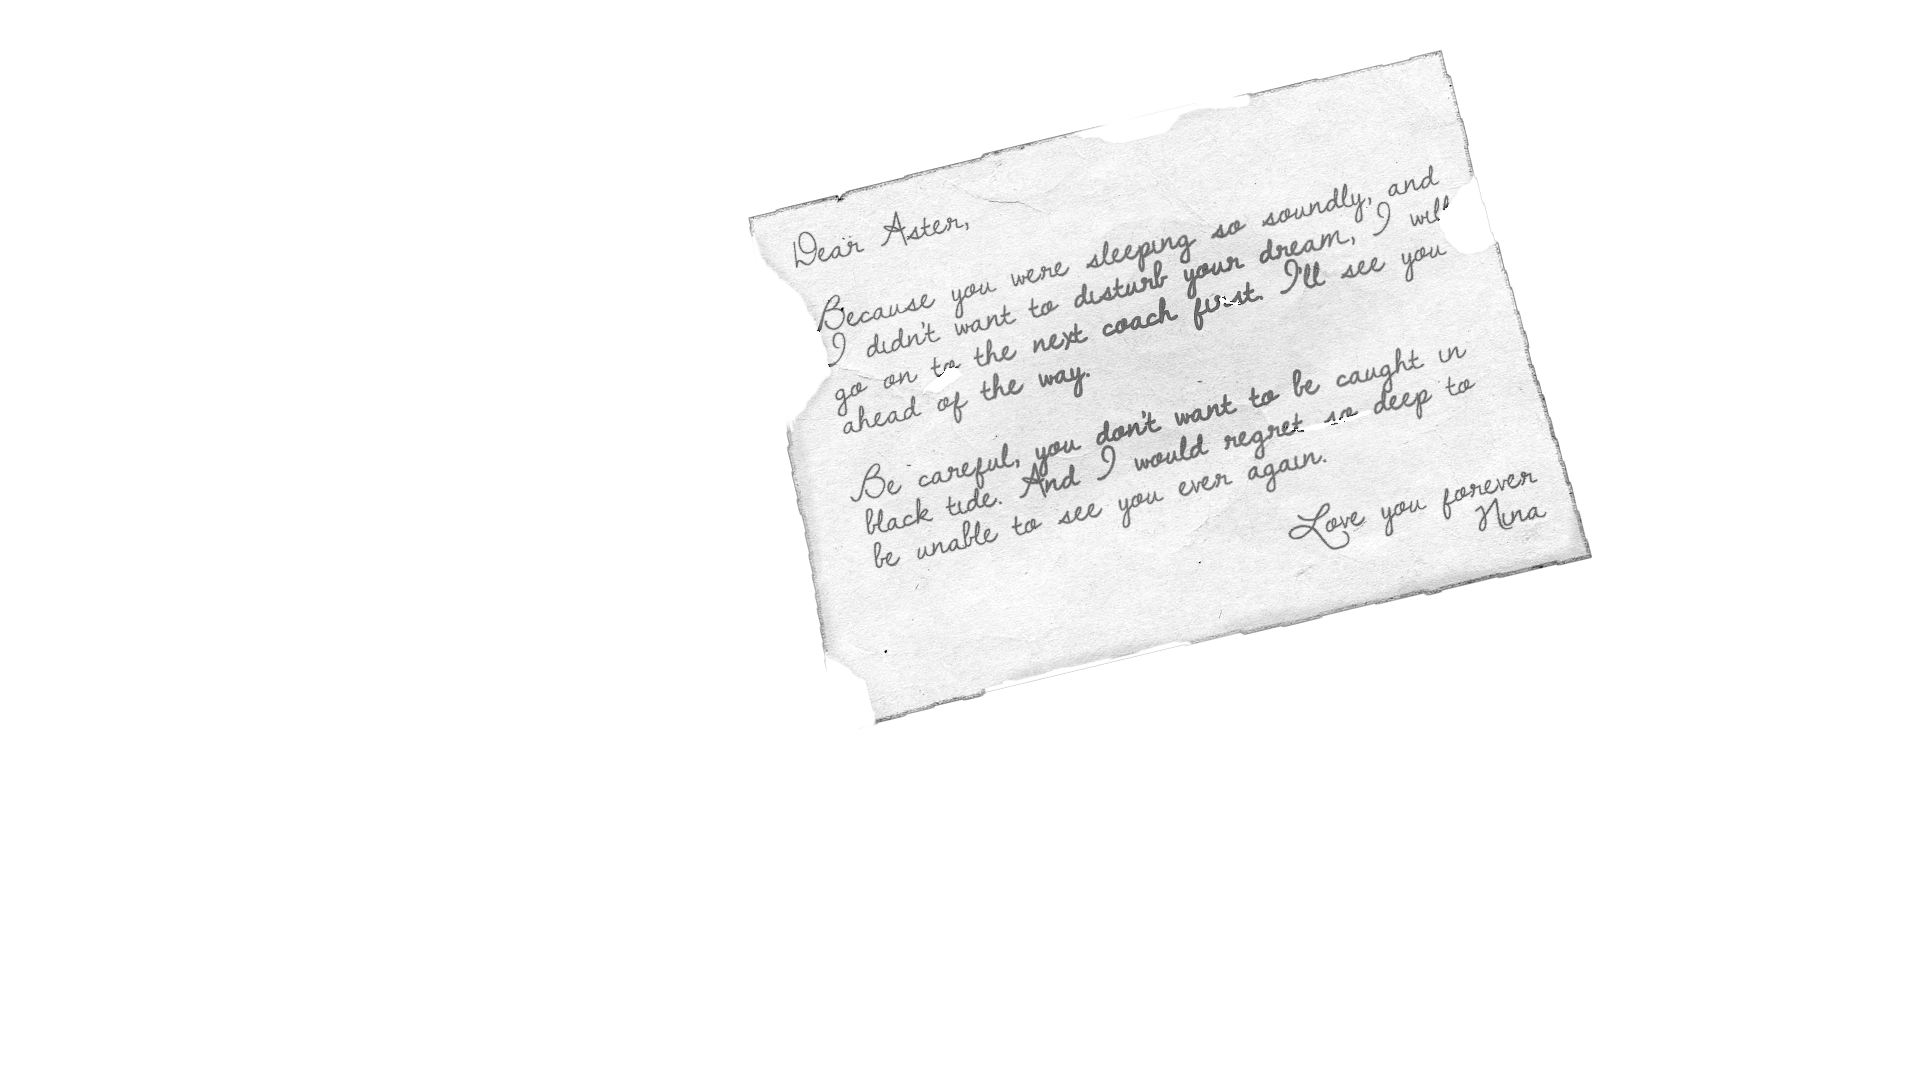 Dear Aster,
Because you were sleeping so soundly, and
I didn't want to disturb your dream, I will
go on to the next coach first. I'll see you
ahead of the way.
Be careful, you don't want to be caught in
black tide. And I would regret so deep to
be unable to see you ever again.
Love you forever
Nina